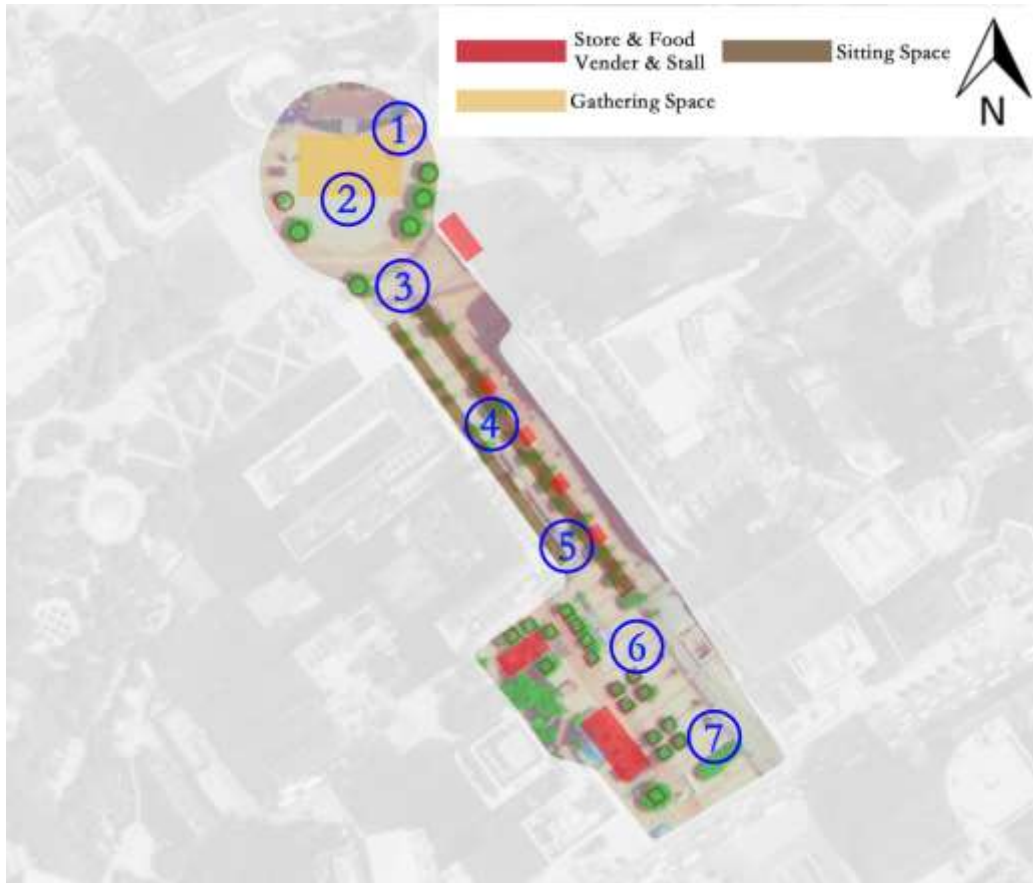 Store & Food
Vender & Stall
Sitting Space
Gathering Space
N
①
②
③
④
⑤
⑥
⑦